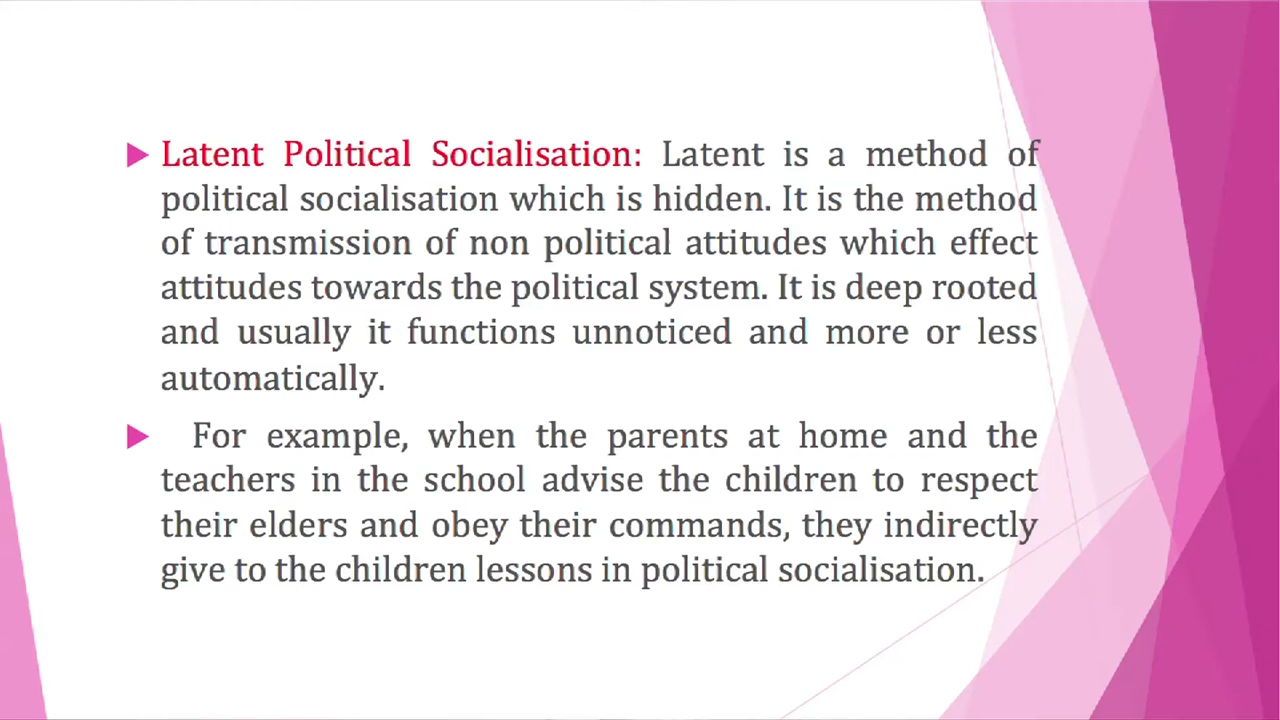 Latent Political Socialisation: Latent is a method of
political socialisation which is hidden. It is the method
of transmission of non political attitudes which effect
attitudes towards the political system. It is deep rooted
and usually it functions unnoticed and more or less
automatically.
For example, when the parents at home and the
teachers in the school advise the children to respect
their elders and obey their commands, they indirectly
give to the children lessons in political socialisation.